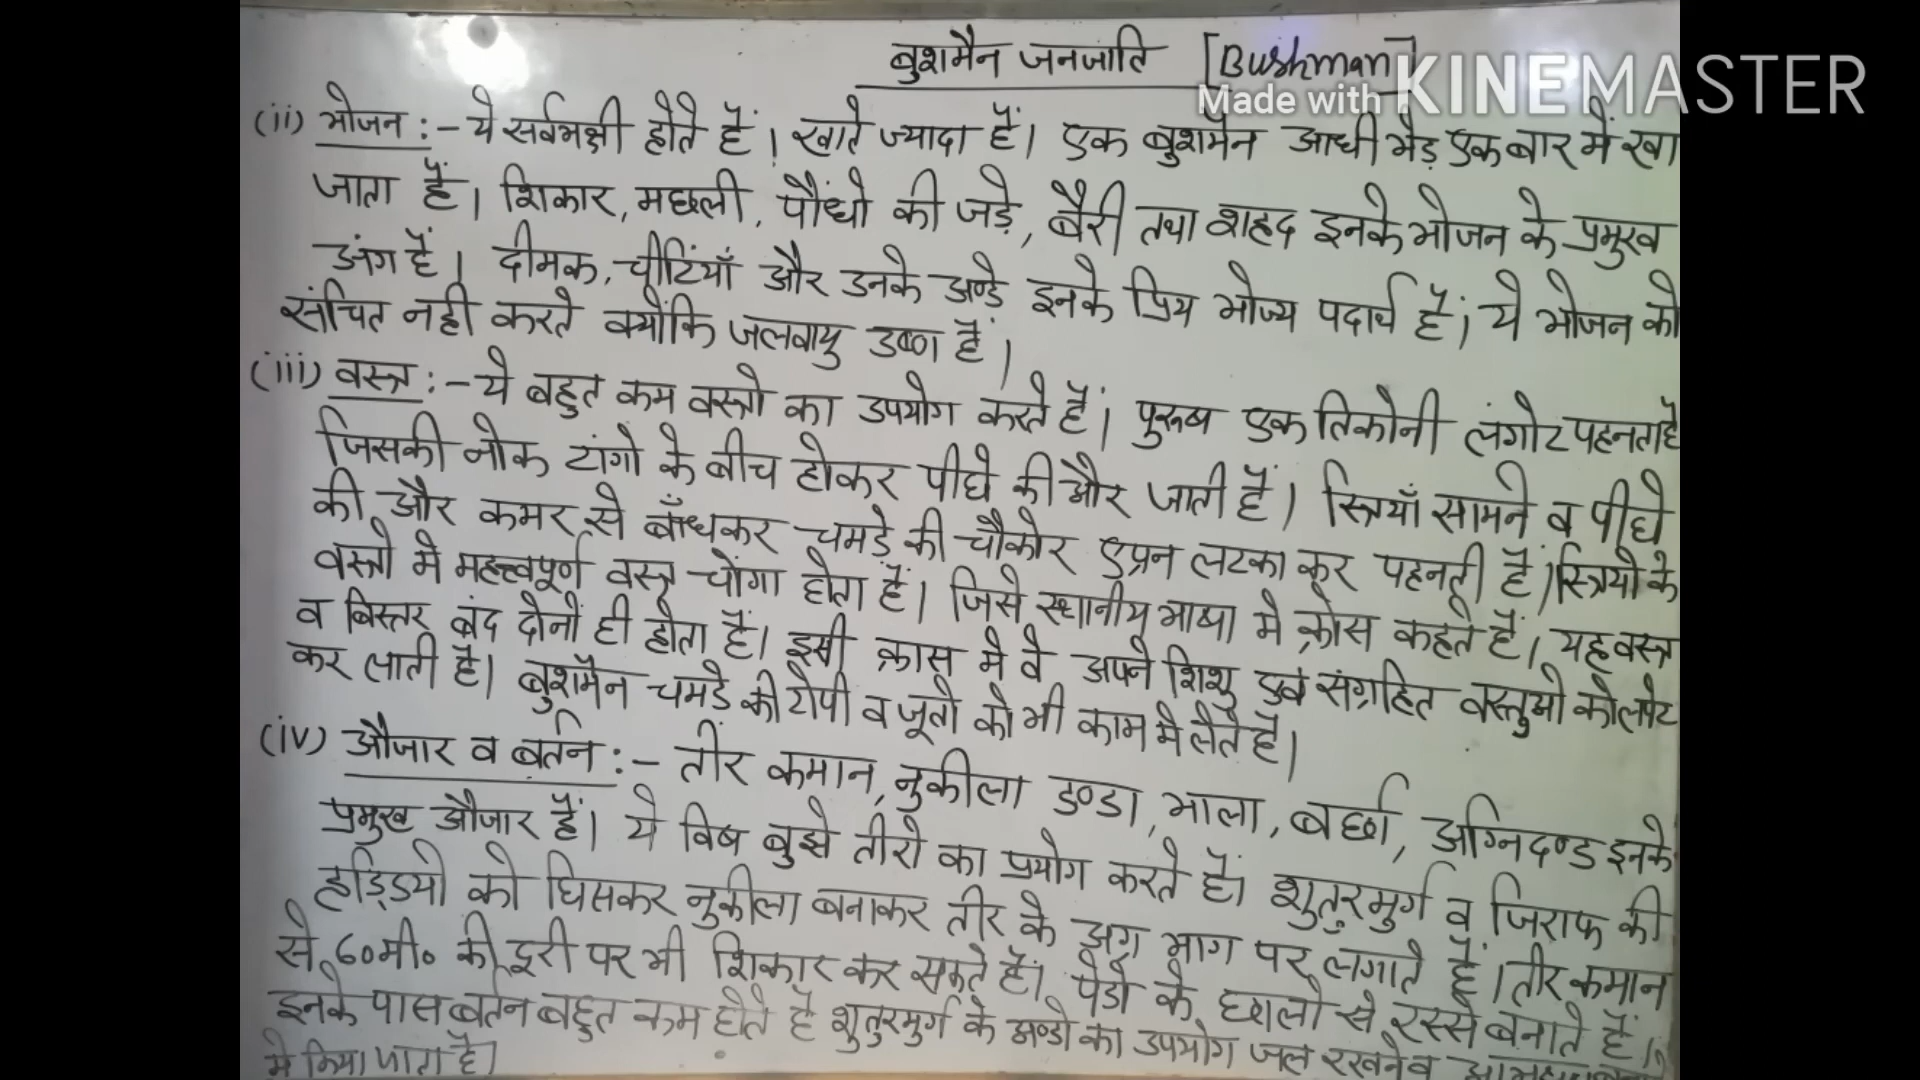 बुशमैन जनजाति [Bushman]
Made with KINEMASTER
(ii) भोजन :- ये सर्वभक्षी होते हैं। खाते ज्यादा हैं। एक बुशमैन आधी भेड़ एक बार में खा
जाता हैं। शिकार, मछली, पौंधो की जड़े, बैरी तथा शहद इनके भोजन के प्रमुख
अंग हैं। दीमक, चीटियाँ और उनके अण्डे इनके प्रिय भोज्य पदार्थ हैं। ये भोजन को
संचित नही करते क्योंकि जलवायु उष्ण हैं।
(iii) वस्त्र :- ये बहुत कम वस्त्रो का उपयोग करते हैं। पुरुष एक तिकोनी लंगोट पहनता है
जिसकी नोक टांगो के बीच होकर पीछे की और जाती हैं। स्त्रियाँ सामने व पीछे
की और कमर से बाँधकर चमड़े की चौकोर एप्रन लटका कर पहनती हैं। स्त्रियो के
वस्त्रो मे महत्त्वपूर्ण वस्त्र चोंगा होता हैं। जिसे स्थानीय भाषा मे क्रोस कहते हैं। यह वस्त्र
व बिस्तर बंद दोनों ही होता हैं। इसी क्रास मे वे अपने शिशु एवं संग्रहित वस्तुओ को लपेट
कर लाती हैं। बुशमैन चमडे की टोपी व जूतो को भी काम मे लेते हैं।
(iv) औजार व बर्तन :- तीर कमान, नुकीला डण्डा, भाला, बर्छा, अग्निदण्ड इनके
प्रमुख औजार हैं। ये विष बुझे तीरो का प्रयोग करते हैं। शुतुरमुर्ग व जिराफ की
हड्डियो को घिसकर नुकीला बनाकर तीर के अग्र भाग पर लगाते हैं। तीर कमान
से 60 मी० की दूरी पर भी शिकार कर सकते हैं। पेडो के छालो से रस्से बनाते हैं।
इनके पास बर्तन बहुत कम होते हैं शुतुरमुर्ग के अण्डो का उपयोग जल रखने व
मे किया जाता हैं।